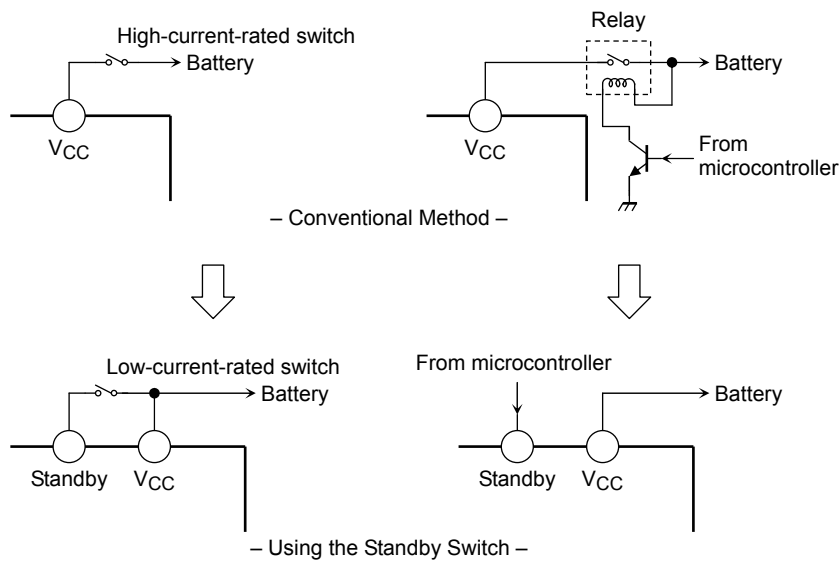 High-current-rated switch
Battery
VCC
Relay
Battery
VCC
From
microcontroller
– Conventional Method –
Low-current-rated switch
Battery
Standby
VCC
From microcontroller
Battery
Standby
VCC
– Using the Standby Switch –